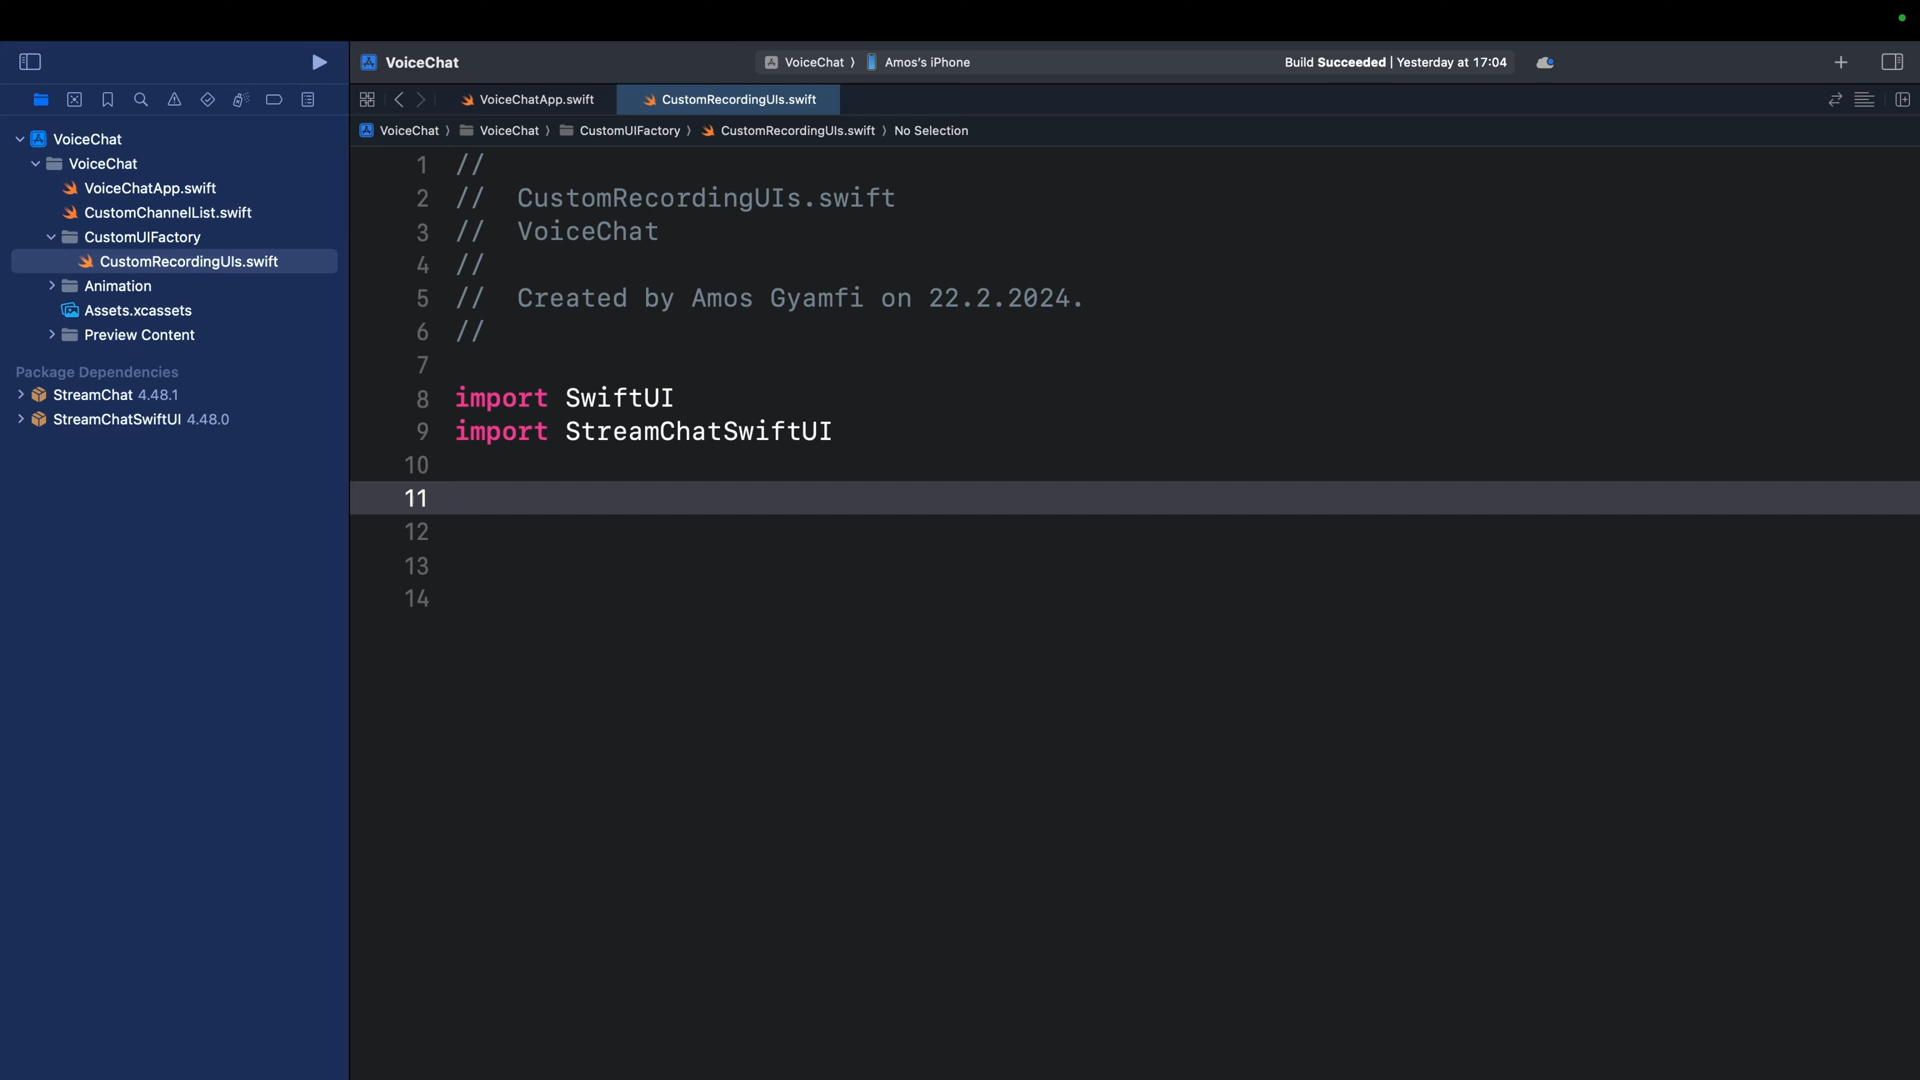 VoiceChat
VoiceChat 〉 Amos's iPhone
Build Succeeded | Yesterday at 17:04
VoiceChatApp.swift
CustomRecordingUIs.swift
VoiceChat 〉 VoiceChat 〉 CustomUIFactory 〉 CustomRecordingUIs.swift 〉 No Selection
VoiceChat
VoiceChat
VoiceChatApp.swift
CustomChannelList.swift
CustomUIFactory
CustomRecordingUIs.swift
Animation
Assets.xcassets
Preview Content
Package Dependencies
StreamChat 4.48.1
StreamChatSwiftUI 4.48.0
1 //
2 //  CustomRecordingUIs.swift
3 //  VoiceChat
4 //
5 //  Created by Amos Gyamfi on 22.2.2024.
6 //
7
8 import SwiftUI
9 import StreamChatSwiftUI
10
11
12
13
14